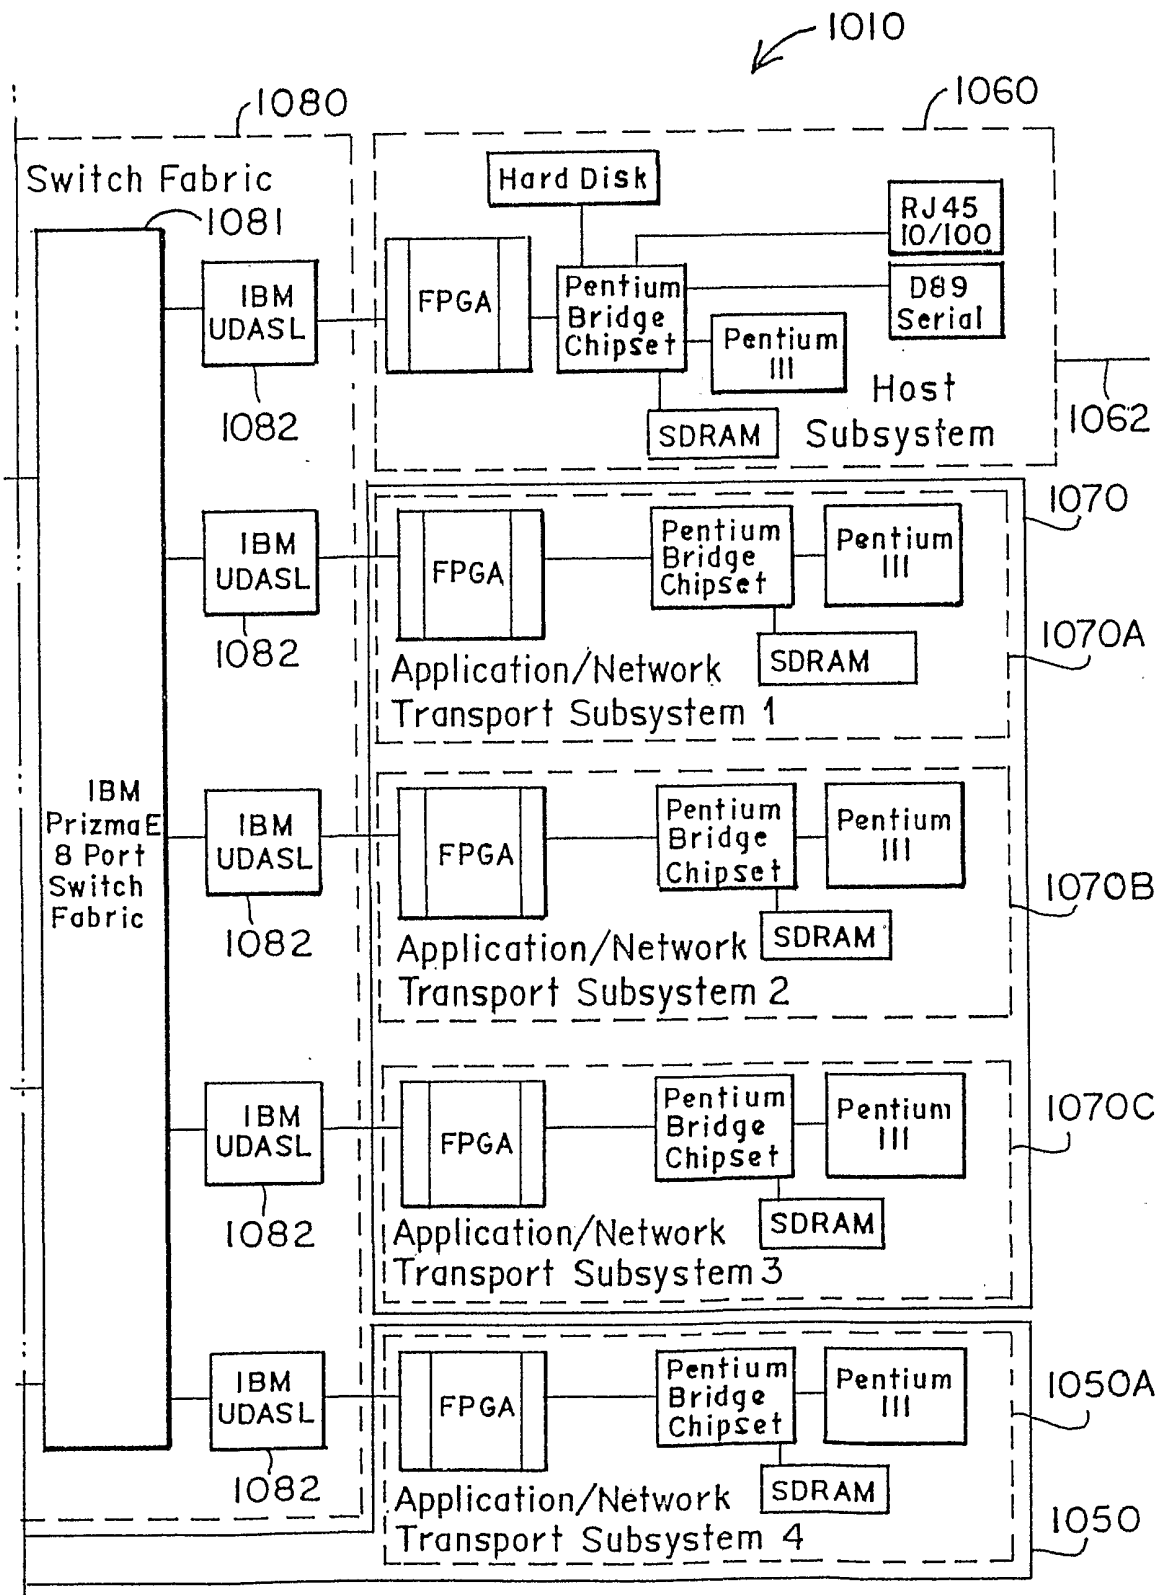 1010
1080
1060
Switch Fabric
1081
Hard Disk
RJ45
10/100
IBM
UDASL
FPGA
Pentium
Bridge
Chipset
D89
Serial
Pentium
III
Host
Subsystem
SDRAM
1082
1062
1070
IBM
UDASL
FPGA
Pentium
Bridge
Chipset
Pentium
III
1082
SDRAM
1070A
Application/Network
Transport Subsystem 1
IBM
PrizmaE
8 Port
Switch
Fabric
IBM
UDASL
FPGA
Pentium
Bridge
Chipset
Pentium
III
1070B
1082
SDRAM
Application/Network
Transport Subsystem 2
IBM
UDASL
FPGA
Pentium
Bridge
Chipset
Pentium
III
1070C
1082
SDRAM
Application/Network
Transport Subsystem 3
IBM
UDASL
FPGA
Pentium
Bridge
Chipset
Pentium
III
1050A
1082
SDRAM
Application/Network
Transport Subsystem 4
1050